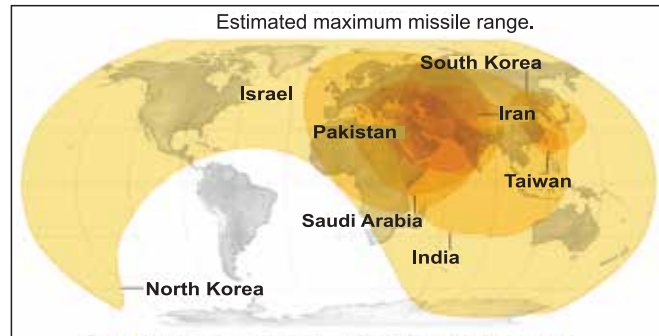 Estimated maximum missile range.
South Korea
Israel
Iran
Pakistan
Taiwan
Saudi Arabia
India
North Korea